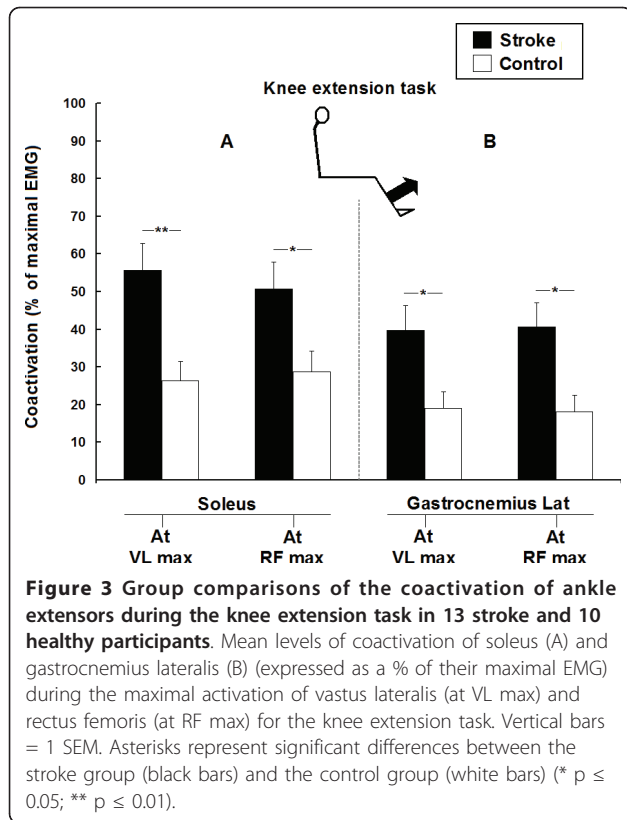 Stroke
Control
Knee extension task
A
B
Coactivation (% of maximal EMG)
100
90
80
70
60
50
40
30
20
10
0
**
*
*
*
Soleus
Gastrocnemius Lat
At
VL max
At
RF max
At
VL max
At
RF max
Figure 3 Group comparisons of the coactivation of ankle
extensors during the knee extension task in 13 stroke and 10
healthy participants. Mean levels of coactivation of soleus (A) and
gastrocnemius lateralis (B) (expressed as a % of their maximal EMG)
during the maximal activation of vastus lateralis (at VL max) and
rectus femoris (at RF max) for the knee extension task. Vertical bars
= 1 SEM. Asterisks represent significant differences between the
stroke group (black bars) and the control group (white bars) (* p ≤
0.05; ** p ≤ 0.01).